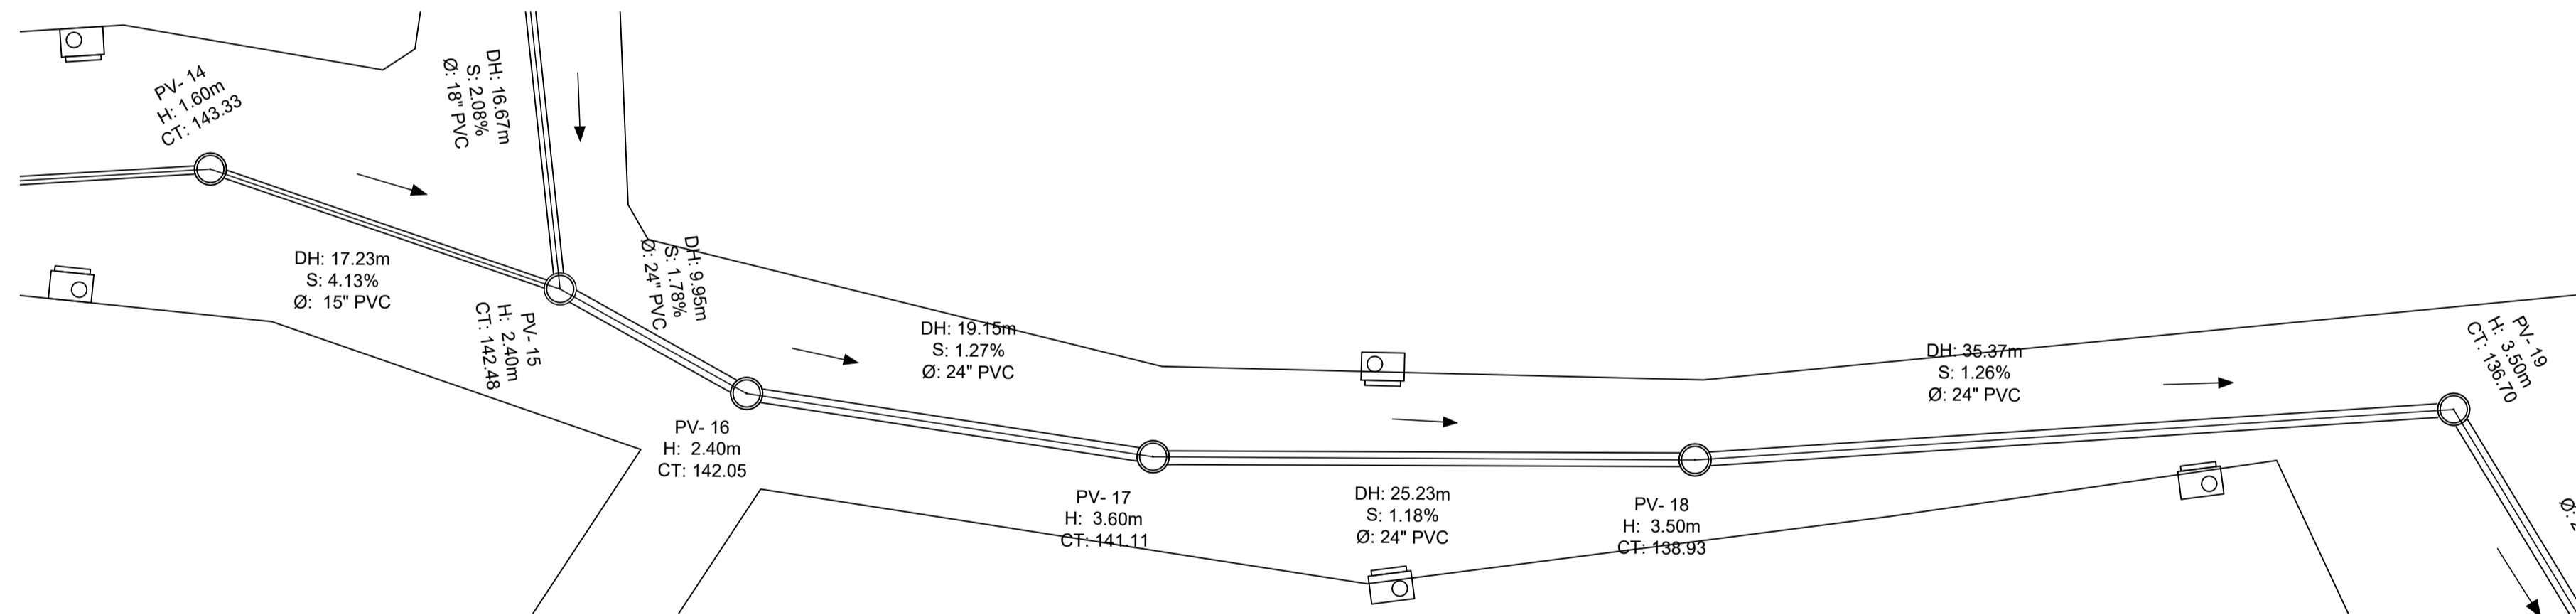 PV- 14
H: 1.60m
CT: 143.33
DH: 16.67m
S: 2.08%
Ø: 18" PVC
DH: 17.23m
S: 4.13%
Ø:  15" PVC
PV- 15
H:  2.40m
CT: 142.48
DH: 9.95m
S: 1.78%
Ø: 24" PVC
PV- 16
H:  2.40m
CT: 142.05
DH: 19.15m
S: 1.27%
Ø: 24" PVC
PV- 17
H:  3.60m
CT: 141.11
DH: 25.23m
S: 1.18%
Ø: 24" PVC
PV- 18
H:  3.50m
CT: 138.93
DH: 35.37m
S: 1.26%
Ø: 24" PVC
PV- 19
H:  3.50m
CT: 136.70
Ø: